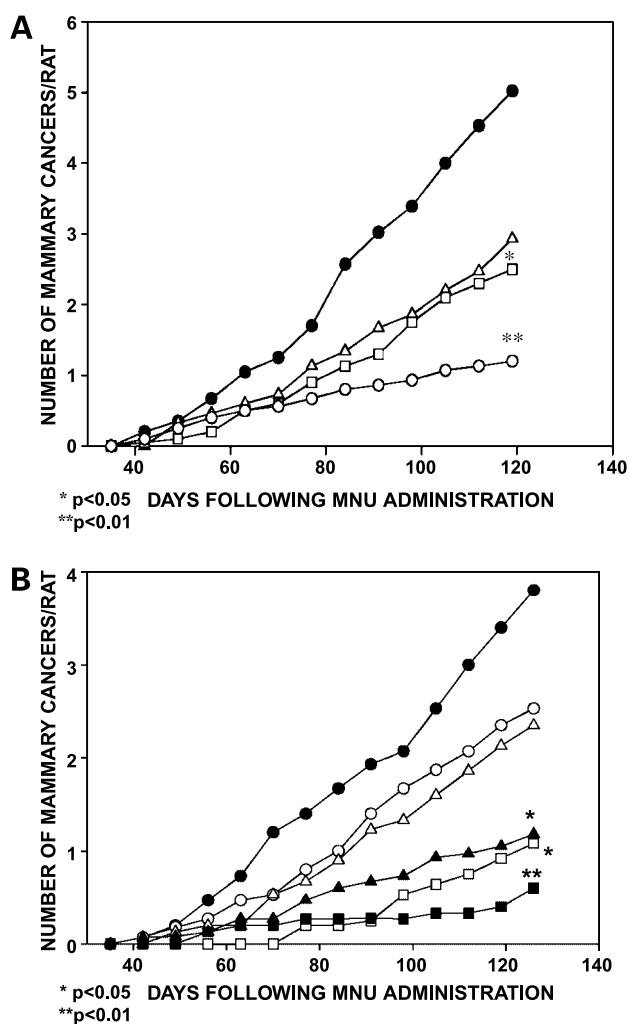 A
NUMBER OF MAMMARY CANCERS/RAT
6
5
4
3
2
1
0
*
**
40 60 80 100 120 140
* p<0.05 DAYS FOLLOWING MNU ADMINISTRATION
**p<0.01
B
NUMBER OF MAMMARY CANCERS/RAT
4
3
2
1
0
*
*
**
40 60 80 100 120 140
* p<0.05 DAYS FOLLOWING MNU ADMINISTRATION
**p<0.01